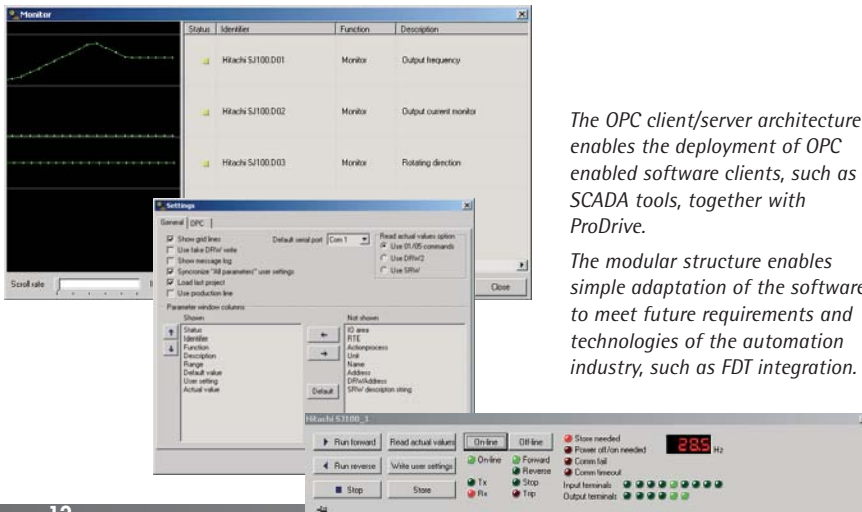 Monitor
Status Identifier Function Description
Hitachi SJ100.D01 Monitor Output frequency
Hitachi SJ100.D02 Monitor Output current monitor
Hitachi SJ100.D03 Monitor Rotating direction
Scroll rate
Close
The OPC client/server architecture
enables the deployment of OPC
enabled software clients, such as
SCADA tools, together with
ProDrive.
The modular structure enables
simple adaptation of the software
to meet future requirements and
technologies of the automation
industry, such as FDT integration.
Settings
General OPC
Show grid lines
Use fake DRW write
Show message log
Syncronize "All parameters" user settings
Load last project
Use production line
Default serial port Com 1
Read actual values option
Use 01/05 commands
Use DRW2
Use SRW
Parameter window columns
Shown
Status
Identifier
Function
Description
Range
Default value
User setting
Actual value
Default
Not shown
IO area
RTE
Actionprocess
Unit
Name
Address
DRWAddress
SRW descripton string
Hitachi SJ100_1
Run forward Read actual values On-line Off-line
Run reverse Write user settings
Stop Store
On-line Forward
Reverse
Tx Stop
Rx Trip
Store needed
Power off/on needed
Comm fail
Comm timeout
28.5 Hz
Input terminals
Output terminals
12